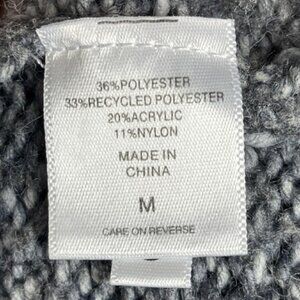 36%POLYESTER
33%RECYCLED POLYESTER
20%ACRYLIC
11%NYLON
MADE IN
CHINA
M
CARE ON REVERSE